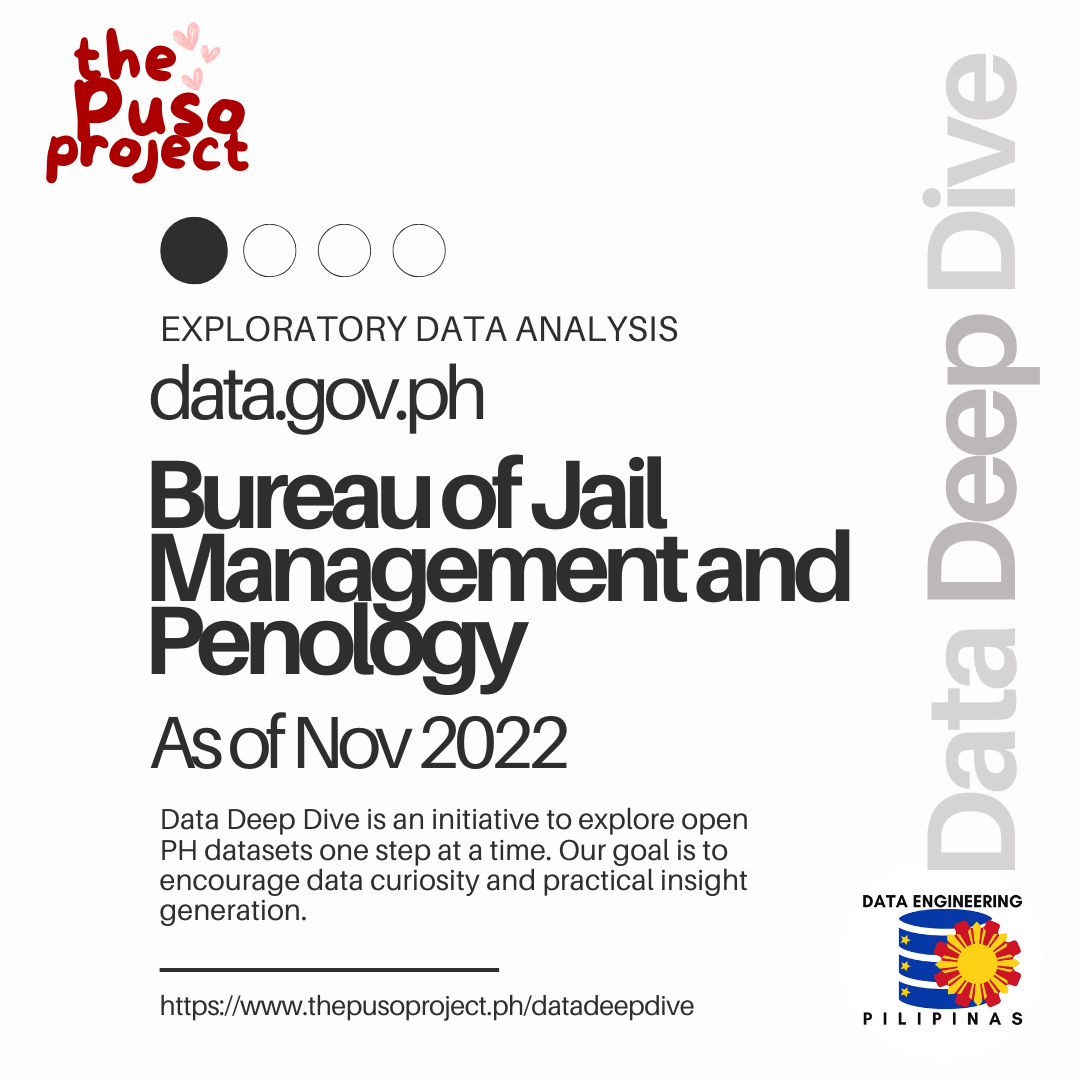 the
Puso
project
EXPLORATORY DATA ANALYSIS
data.gov.ph
Bureau of Jail
Management and
Penology
As of Nov 2022
Data Deep Dive is an initiative to explore open
PH datasets one step at a time. Our goal is to
encourage data curiosity and practical insight
generation.
https://www.thepusoproject.ph/datadeepdive
Data Deep Dive
DATA ENGINEERING
PILIPINAS